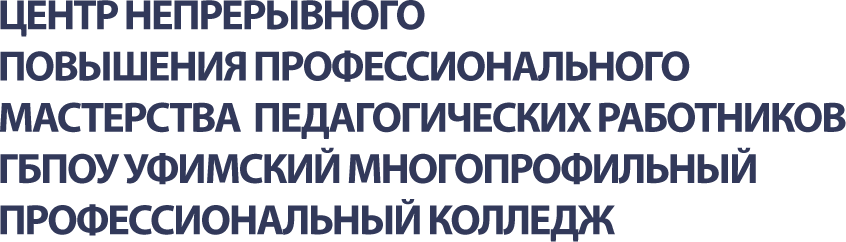 ЦЕНТР НЕПРЕРЫВНОГО
ПОВЫШЕНИЯ ПРОФЕССИОНАЛЬНОГО
МАСТЕРСТВА ПЕДАГОГИЧЕСКИХ РАБОТНИКОВ
ГБПОУ УФИМСКИЙ МНОГОПРОФИЛЬНЫЙ
ПРОФЕССИОНАЛЬНЫЙ КОЛЛЕДЖ